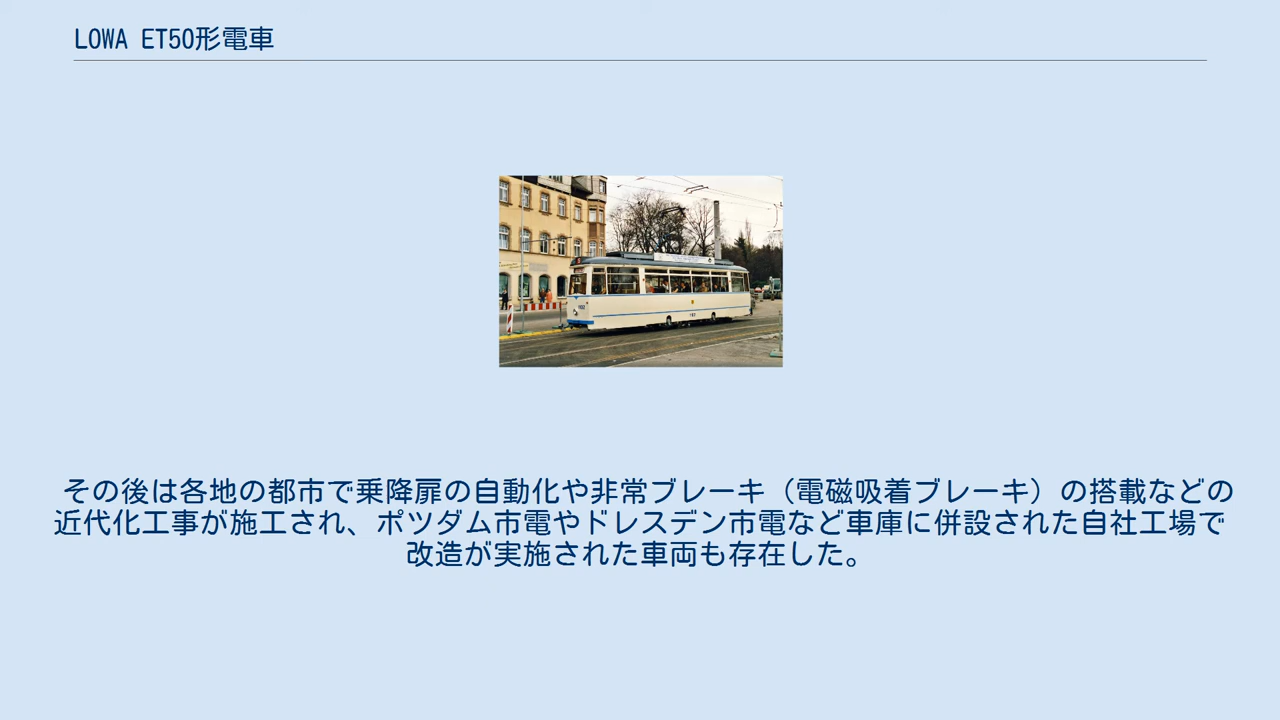 LOWA ET50形電車
その後は各地の都市で乗降扉の自動化や非常ブレーキ（電磁吸着ブレーキ）の搭載などの
近代化工事が施工され、ポツダム市電やドレスデン市電など車庫に併設された自社工場で
改造が実施された車両も存在した。